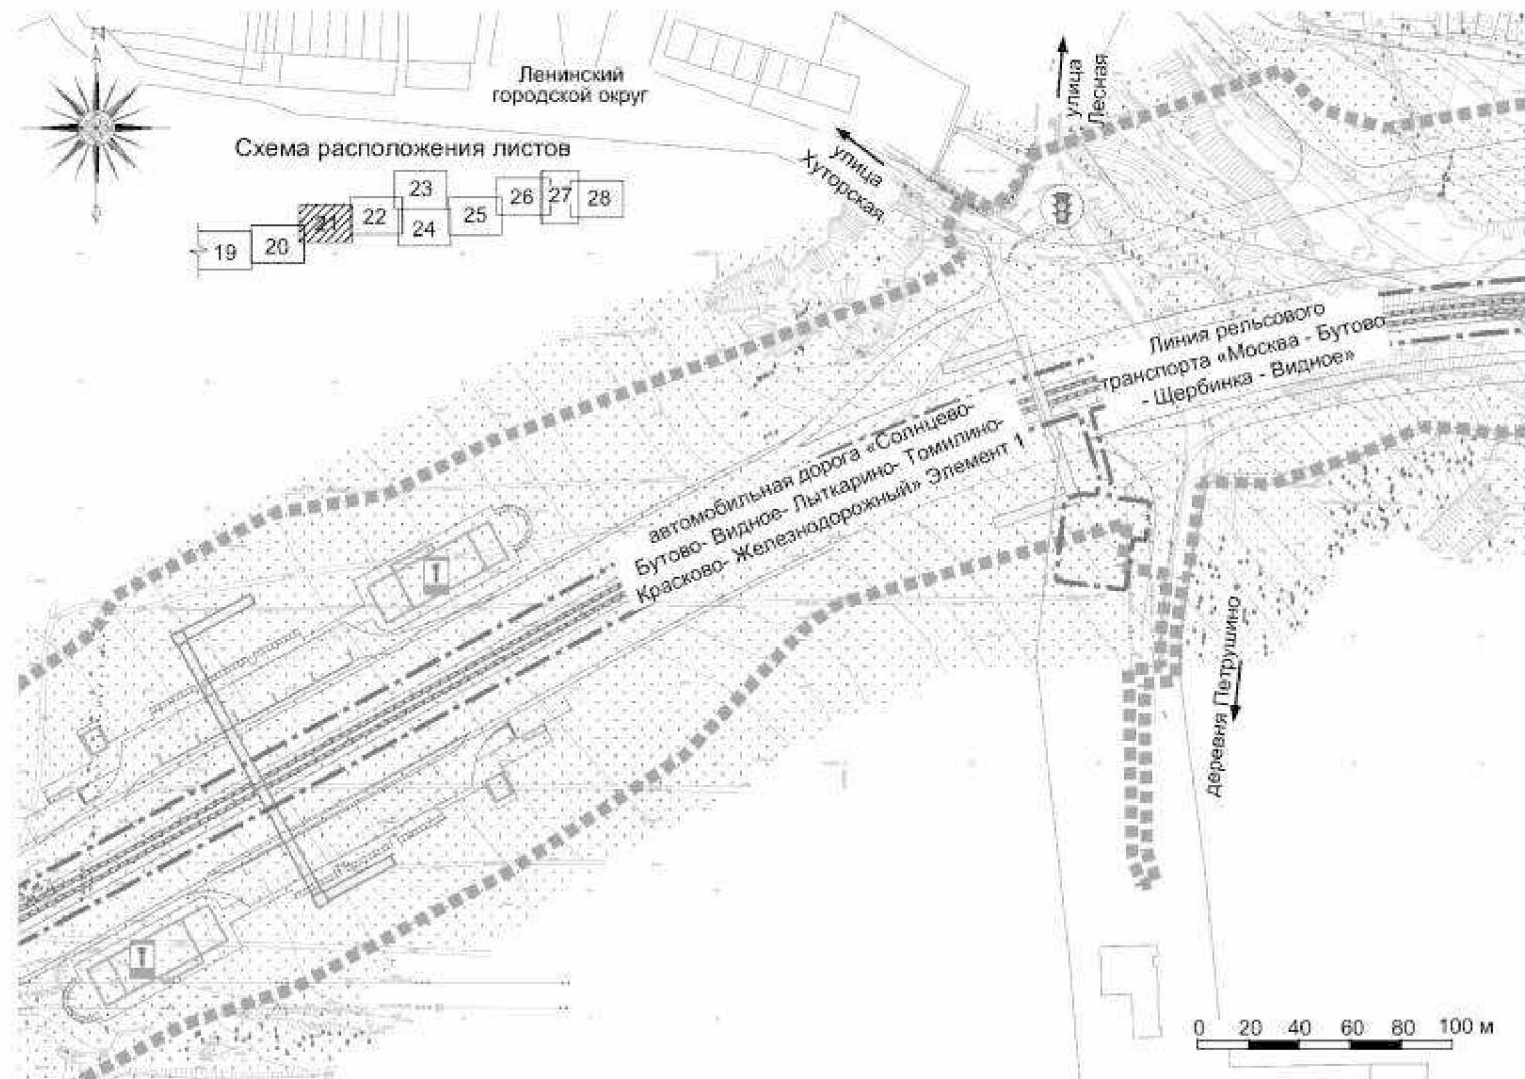 Ленинский
городской округ
улица
Лесная
улица
Хуторская
Схема расположения листов
19
20
21
22
23
24
25
26
27
28
Линия рельсового
транспорта «Москва - Бутово
- Щербинка - Видное»
автомобильная дорога «Солнцево-
Бутово- Видное- Лыткарино- Томилино-
Красково- Железнодорожный» Элемент 1
деревня Петрушино
0 20 40 60 80 100 м